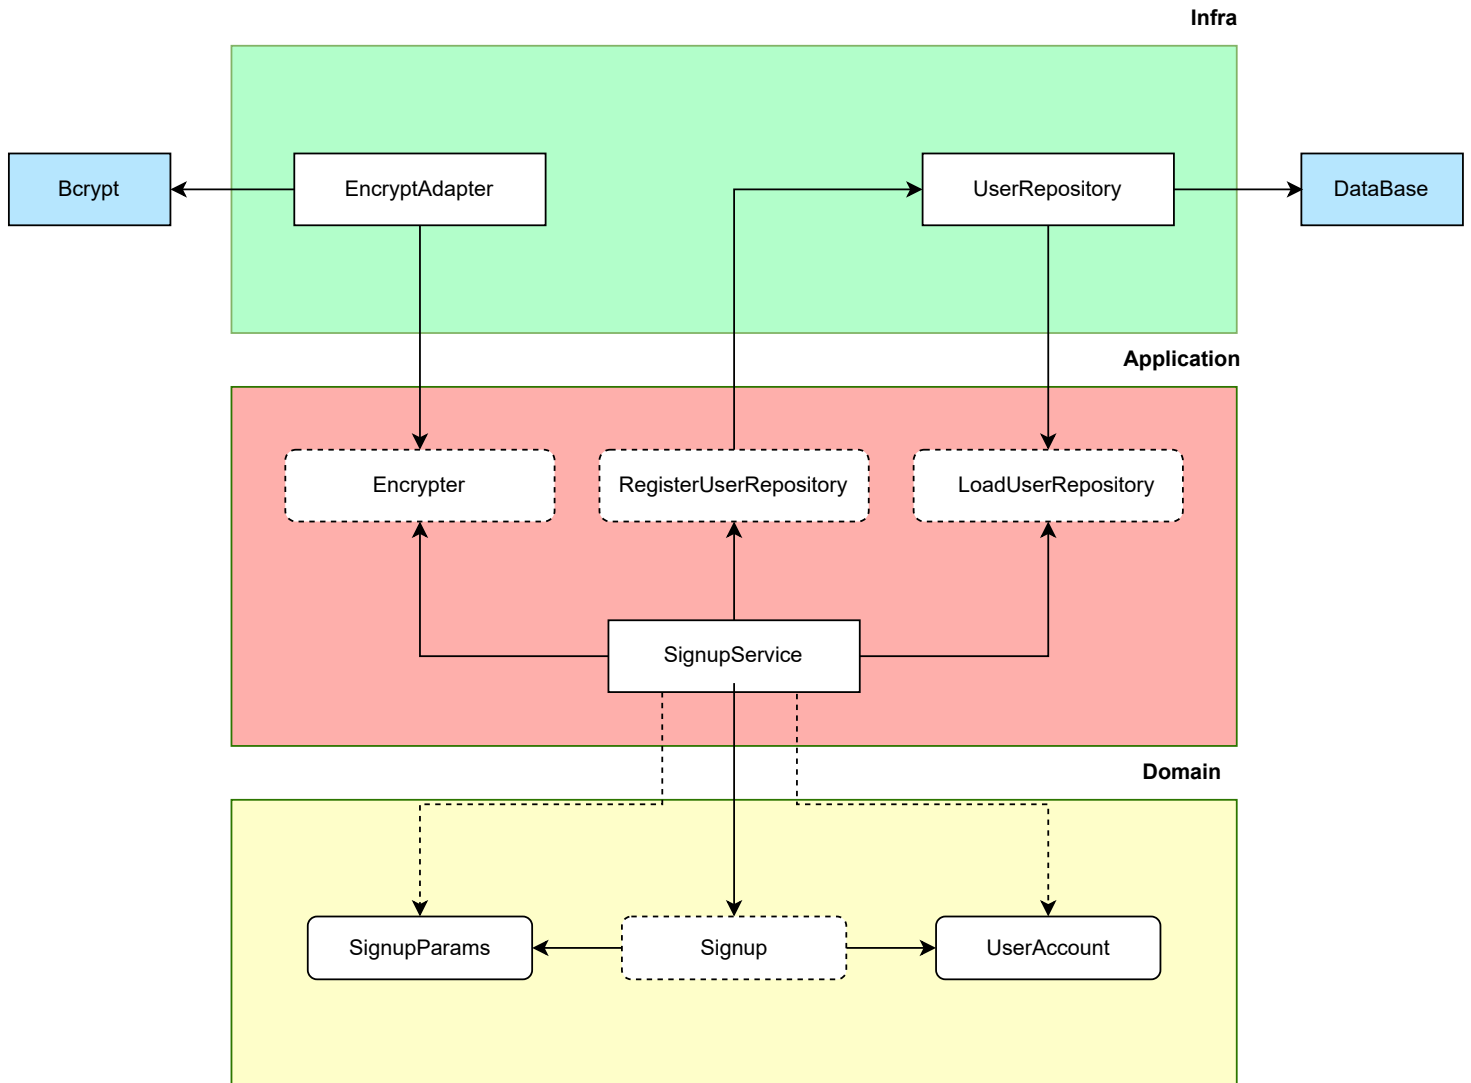 Infra
Bcrypt
EncryptAdapter
UserRepository
DataBase
Application
Encrypter
RegisterUserRepository
LoadUserRepository
SignupService
Domain
SignupParams
Signup
UserAccount